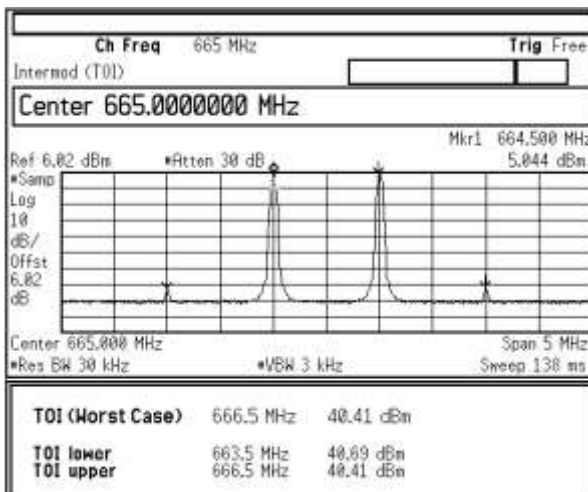 Ch Freq 665 MHz Trig Free
Intermod (TOI)
Center 665.0000000 MHz
Mkr1 664.500 MHz
Ref 6.02 dBm *Atten 30 dB 5.044 dBm
*Samp
Log
10
dB/
Offst
6.02
dB
Center 665.000 MHz Span 5 MHz
*Res BW 30 kHz *VBW 3 kHz Sweep 138 ms
TOI (Worst Case) 666.5 MHz 40.41 dBm
TOI lower 663.5 MHz 40.69 dBm
TOI upper 666.5 MHz 40.41 dBm